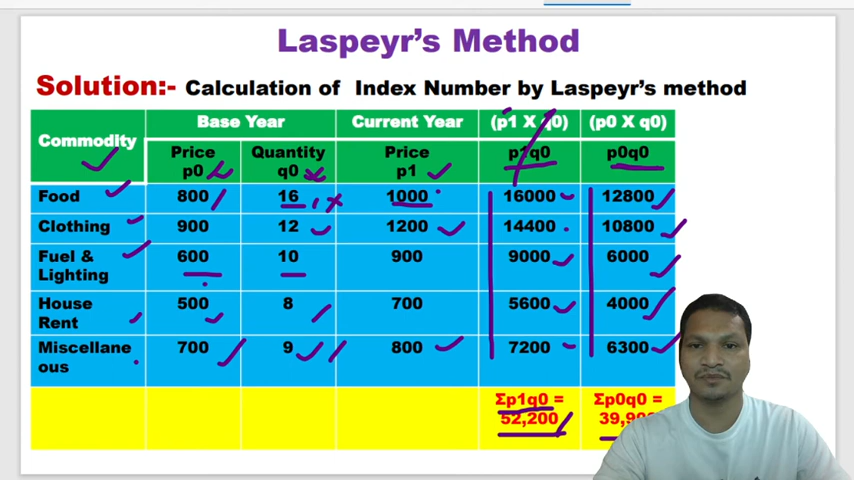 Laspeyr's Method
Solution:- Calculation of Index Number by Laspeyr's method
Commodity Base Year Current Year (p1 X q0) (p0 X q0)
Price p0 Quantity q0 Price p1 p1q0 p0q0
Food 800 16 1000 16000 12800
Clothing 900 12 1200 14400 10800
Fuel & Lighting 600 10 900 9000 6000
House Rent 500 8 700 5600 4000
Miscellane ous 700 9 800 7200 6300
Σp1q0 = Σp0q0 =
52,200